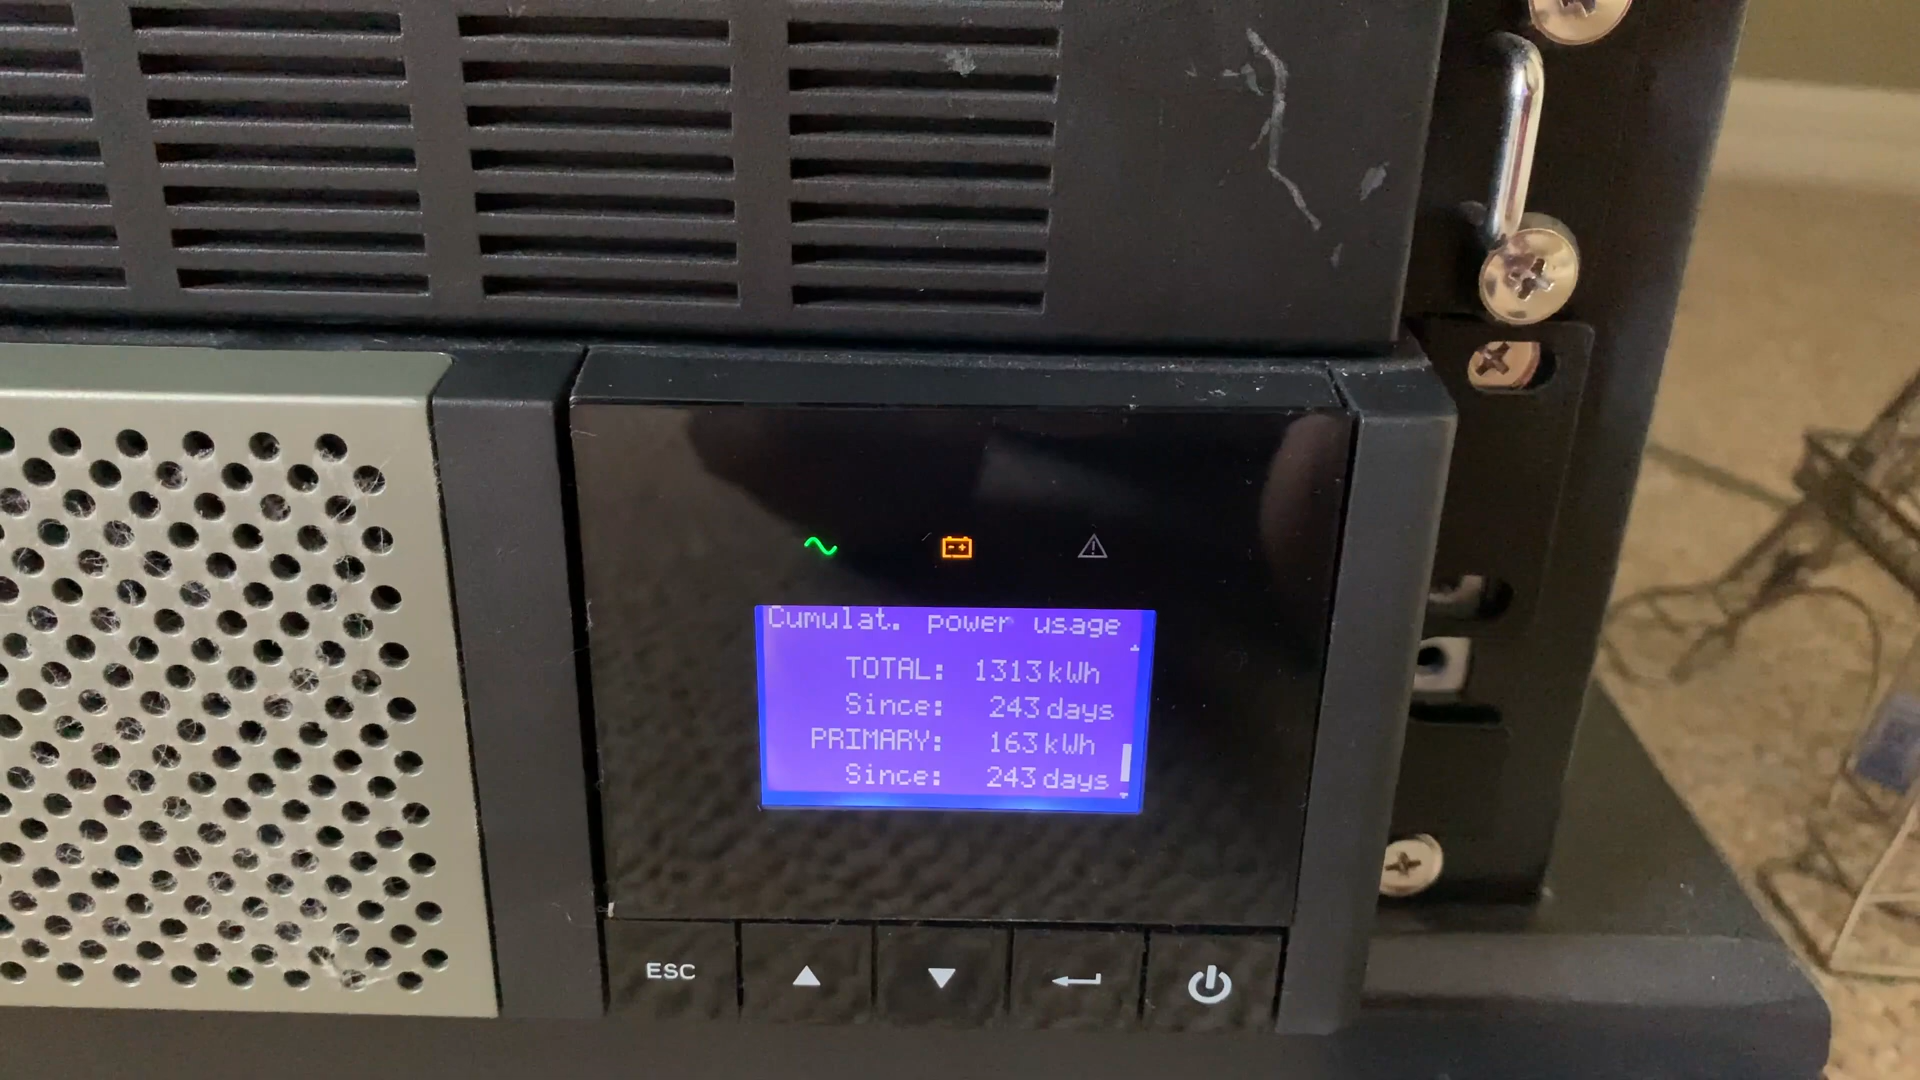 Cumulat. power usage
TOTAL: 1313 kWh
Since: 243 days
PRIMARY: 163 kWh
Since: 243 days
ESC